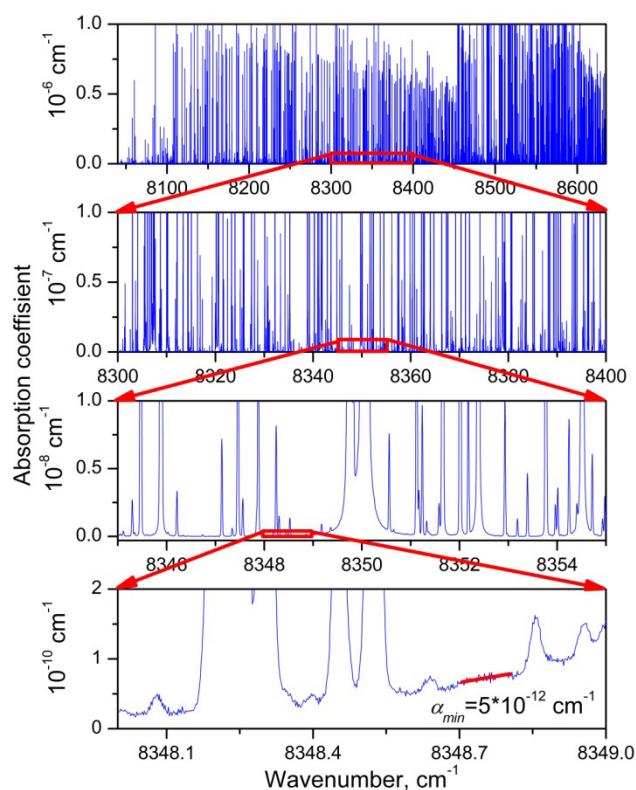 1.0
0.5
0.0
10⁻⁶ cm⁻¹
8100 8200 8300 8400 8500 8600
1.0
0.5
0.0
10⁻⁷ cm⁻¹
8300 8320 8340 8360 8380 8400
Absorption coeffisient
1.0
0.5
0.0
10⁻⁸ cm⁻¹
8346 8348 8350 8352 8354
2
1
0
10⁻¹⁰ cm⁻¹
α_min=5*10⁻¹² cm⁻¹
8348.1 8348.4 8348.7 8349.0
Wavenumber, cm⁻¹